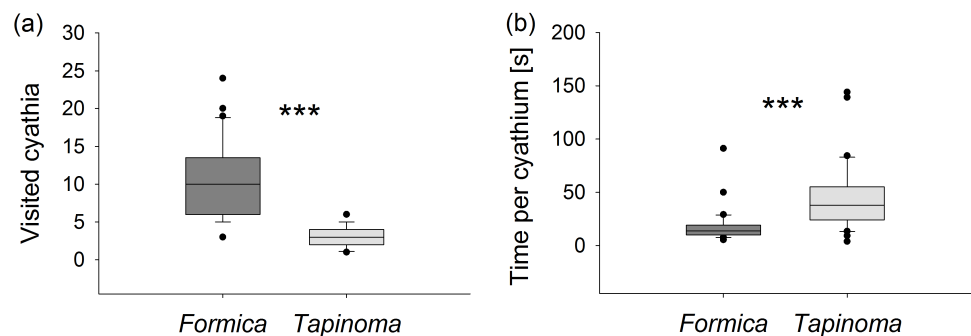 (a)
Visited cyathia
30
25
20
15
10
5
0
***
Formica Tapinoma
(b)
Time per cyathium [s]
200
150
100
50
0
***
Formica Tapinoma